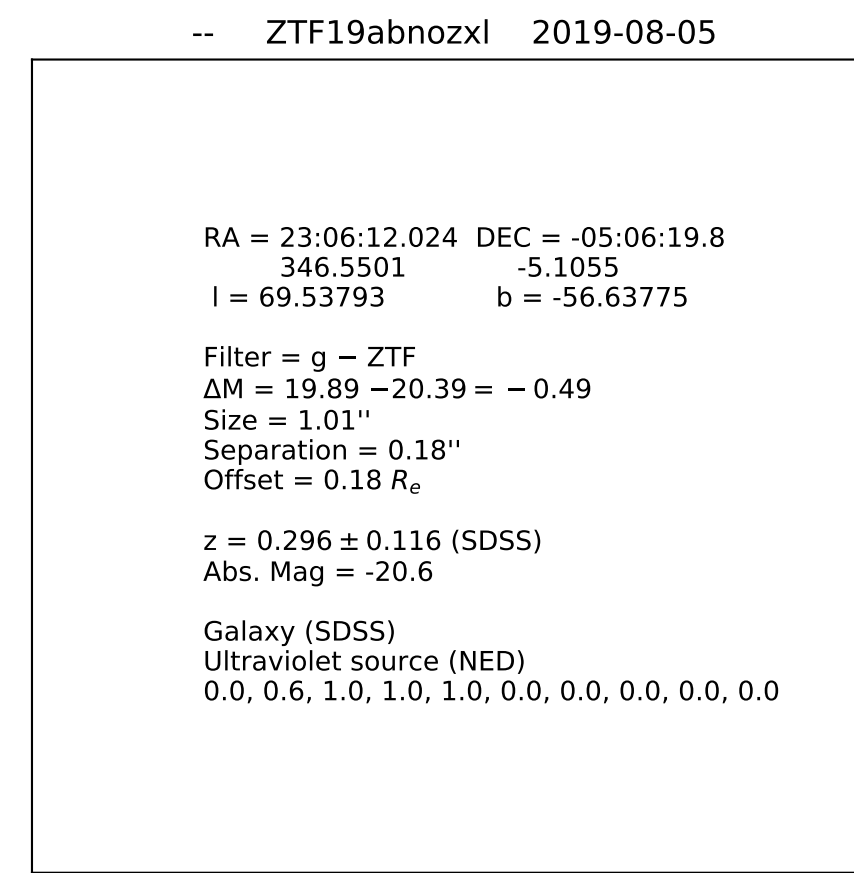 -- ZTF19abnozxl 2019-08-05
RA = 23:06:12.024 DEC = -05:06:19.8
346.5501 -5.1055
l = 69.53793 b = -56.63775
Filter = g − ZTF
ΔM = 19.89 −20.39 = − 0.49
Size = 1.01''
Separation = 0.18''
Offset = 0.18 Re
z = 0.296 ± 0.116 (SDSS)
Abs. Mag = -20.6
Galaxy (SDSS)
Ultraviolet source (NED)
0.0, 0.6, 1.0, 1.0, 1.0, 0.0, 0.0, 0.0, 0.0, 0.0